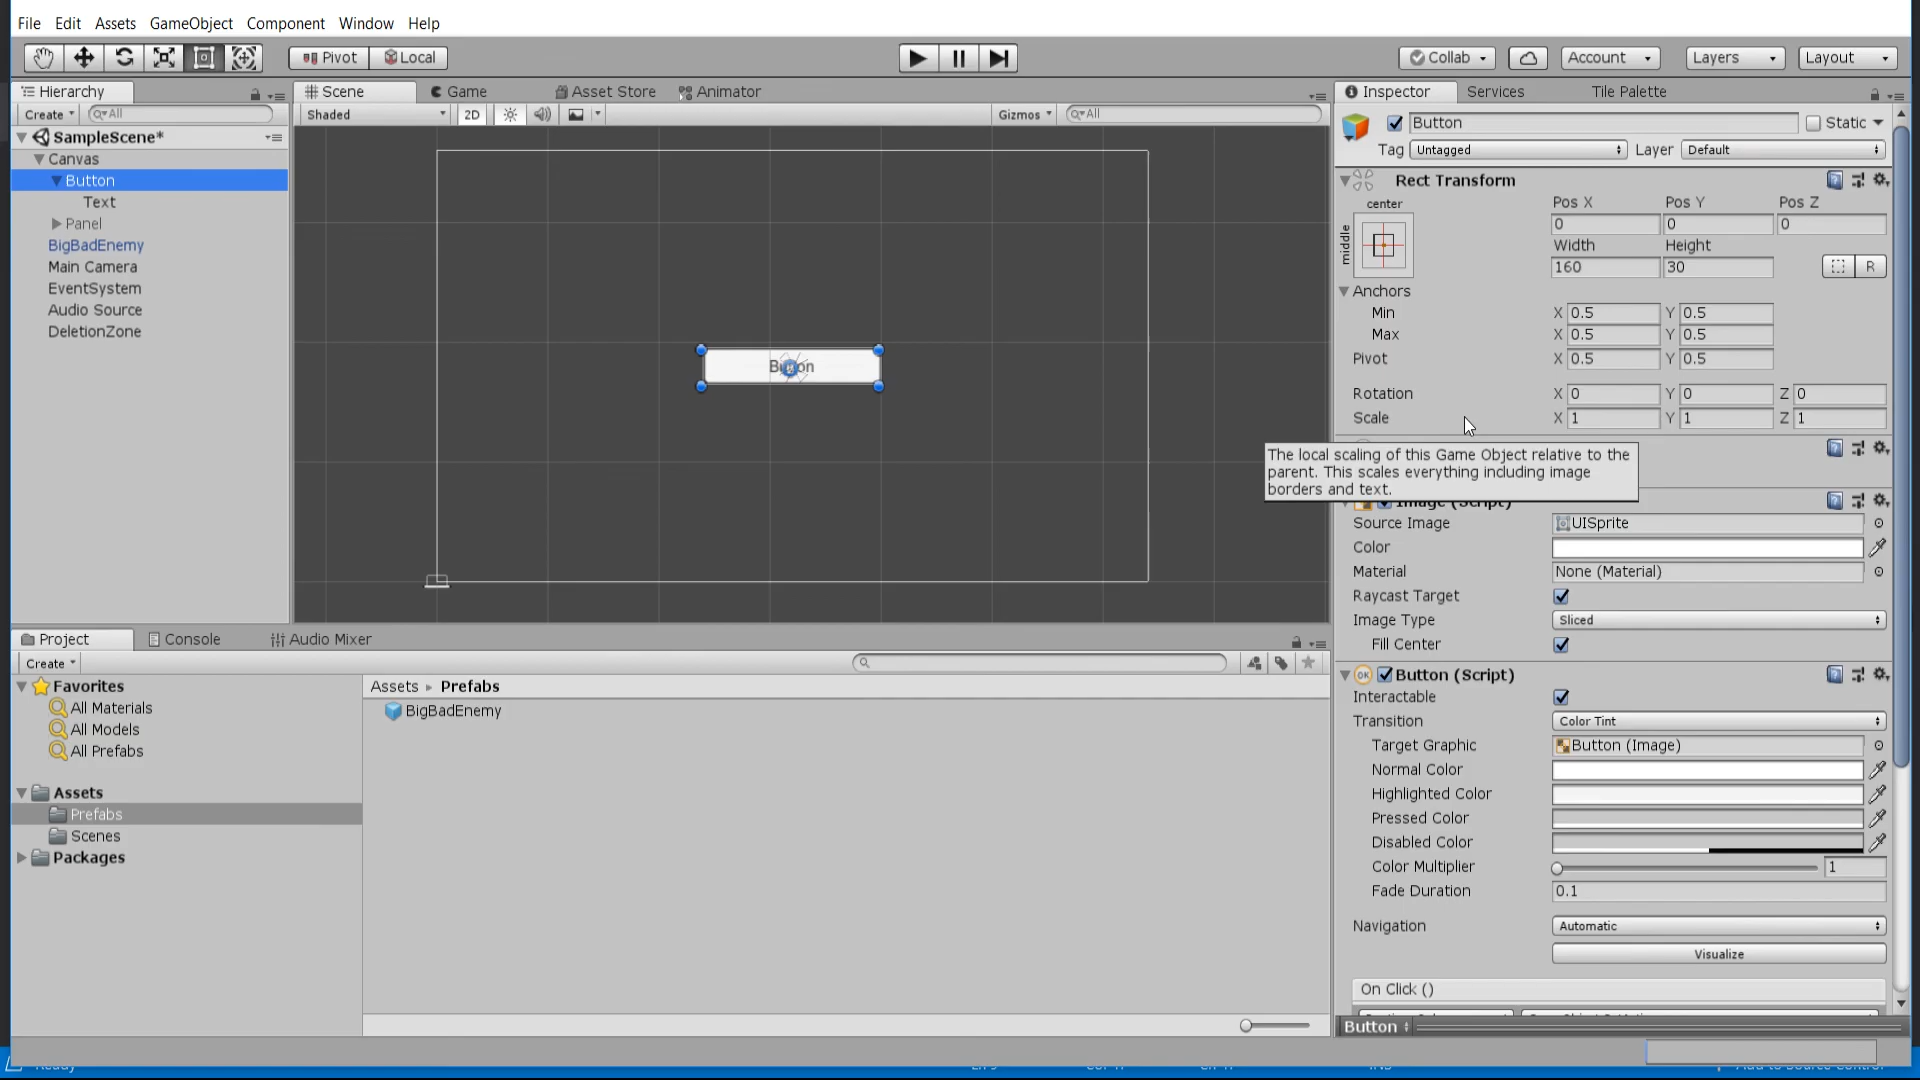 File Edit Assets GameObject Component Window Help
Pivot Local
Collab Account Layers Layout
Hierarchy
Create All
SampleScene*
Canvas
Button
Text
Panel
BigBadEnemy
Main Camera
EventSystem
Audio Source
DeletionZone
Scene Game Asset Store Animator
Shaded 2D Gizmos All
Button
Inspector Services Tile Palette
Button Static
Tag Untagged Layer Default
Rect Transform
center
middle
Pos X Pos Y Pos Z
0 0 0
Width Height
160 30 R
Anchors
Min X 0.5 Y 0.5
Max X 0.5 Y 0.5
Pivot X 0.5 Y 0.5
Rotation X 0 Y 0 Z 0
Scale X 1 Y 1 Z 1
The local scaling of this Game Object relative to the
parent. This scales everything including image
borders and text.
Image (Script)
Source Image UISprite
Color
Material None (Material)
Raycast Target
Image Type Sliced
Fill Center
OK Button (Script)
Interactable
Transition Color Tint
Target Graphic Button (Image)
Normal Color
Highlighted Color
Pressed Color
Disabled Color
Color Multiplier 1
Fade Duration 0.1
Navigation Automatic
Visualize
On Click ()
Button
Project Console Audio Mixer
Create
Favorites
All Materials
All Models
All Prefabs
Assets
Prefabs
Scenes
Packages
Assets Prefabs
BigBadEnemy